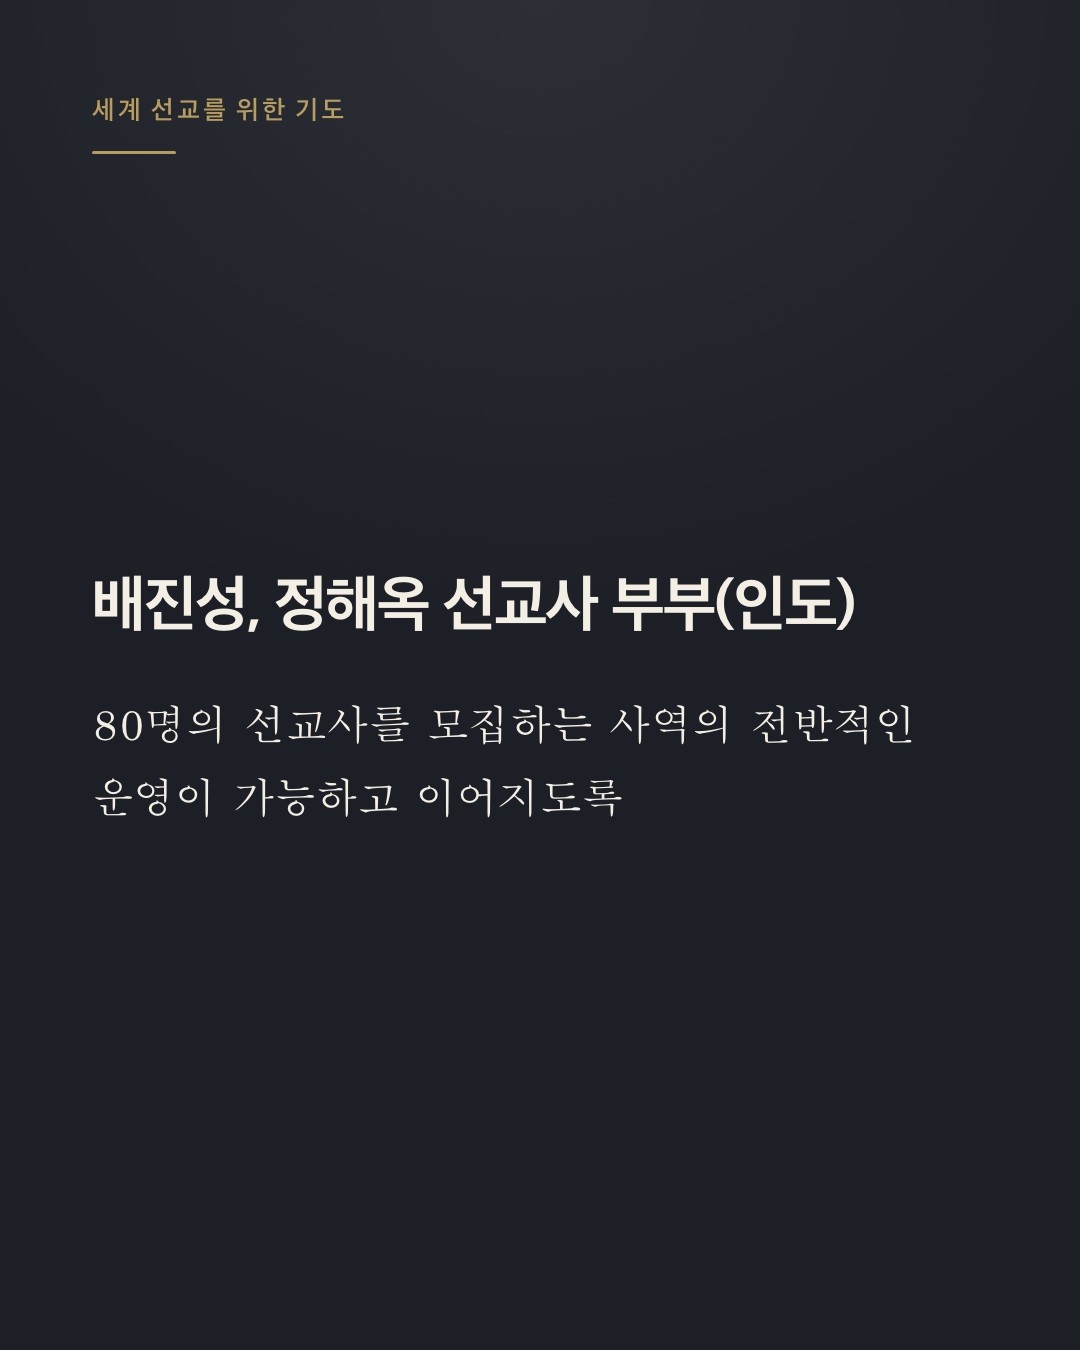 세계 선교를 위한 기도
배진성, 정해옥 선교사 부부(인도)
80명의 선교사를 모집하는 사역의 전반적인
운영이 가능하고 이어지도록